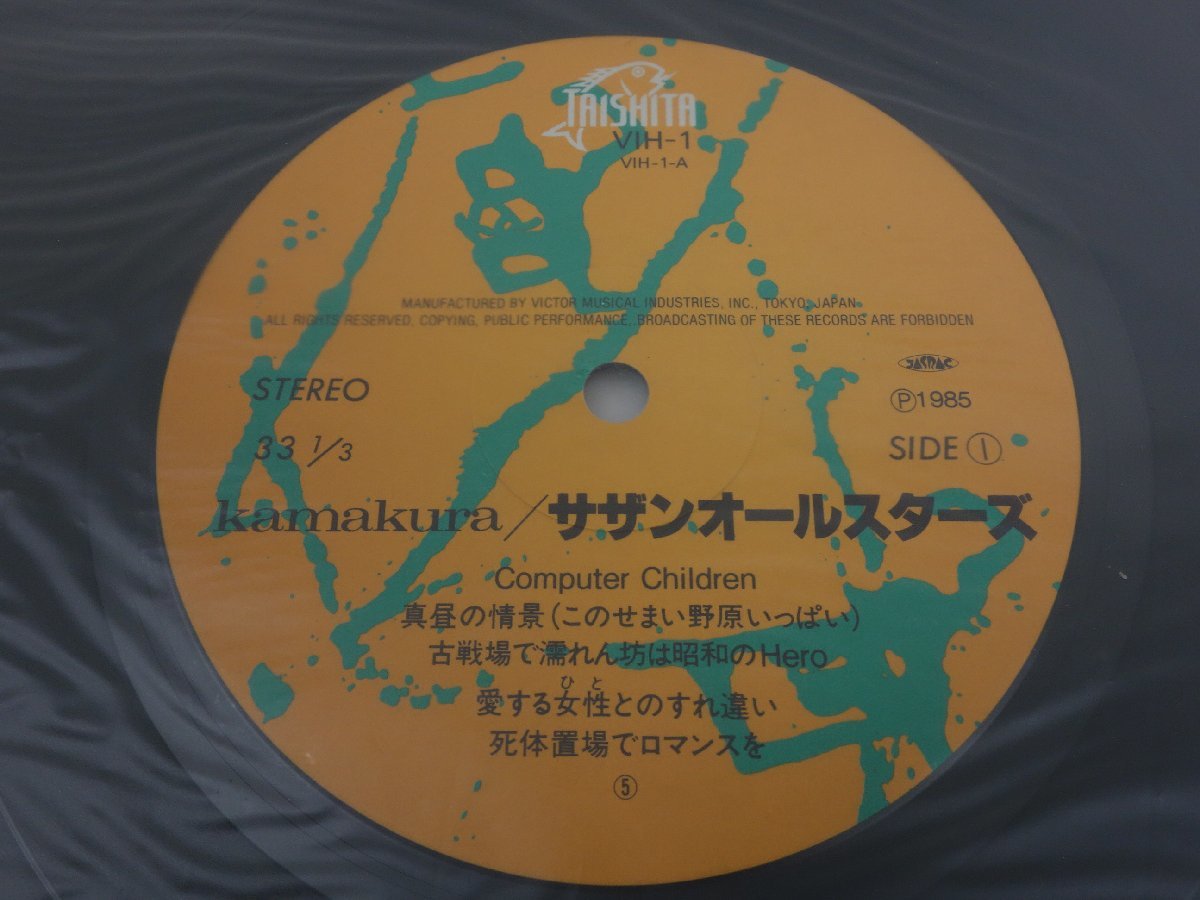 TAISHITA
VIH-1
VIH-1-A
MANUFACTURED BY VICTOR MUSICAL INDUSTRIES, INC., TOKYO, JAPAN
ALL RIGHTS RESERVED, COPYING, PUBLIC PERFORMANCE, BROADCASTING OF THESE RECORDS ARE FORBIDDEN
JASRAC
STEREO
Ⓟ1985
33 1/3
SIDE ①
kamakura/サザンオールスターズ
Computer Children
真昼の情景(このせまい野原いっぱい)
古戦場で濡れん坊は昭和のHero
ひと
愛する女性とのすれ違い
死体置場でロマンスを
⑤